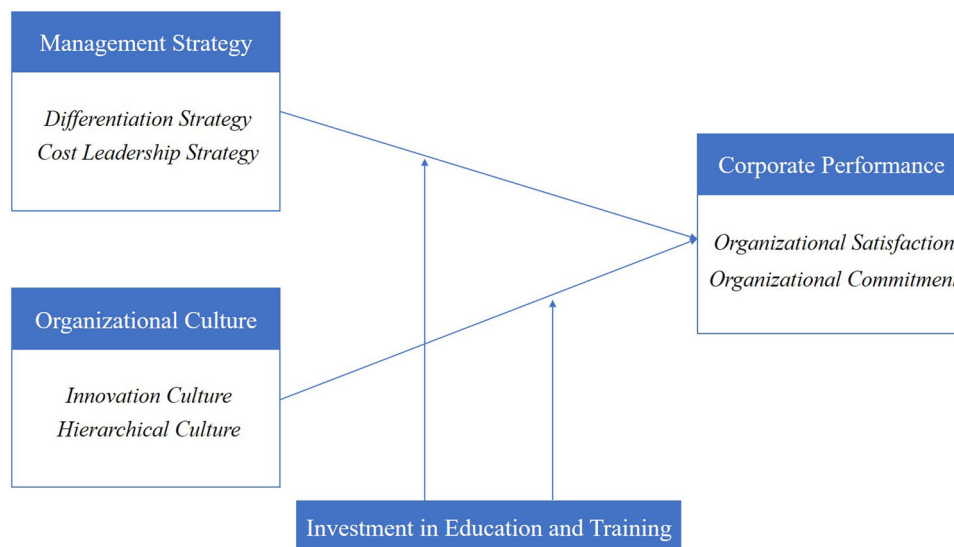 Management Strategy
Differentiation Strategy
Cost Leadership Strategy
Corporate Performance
Organizational Satisfaction
Organizational Commitment
Organizational Culture
Innovation Culture
Hierarchical Culture
Investment in Education and Training